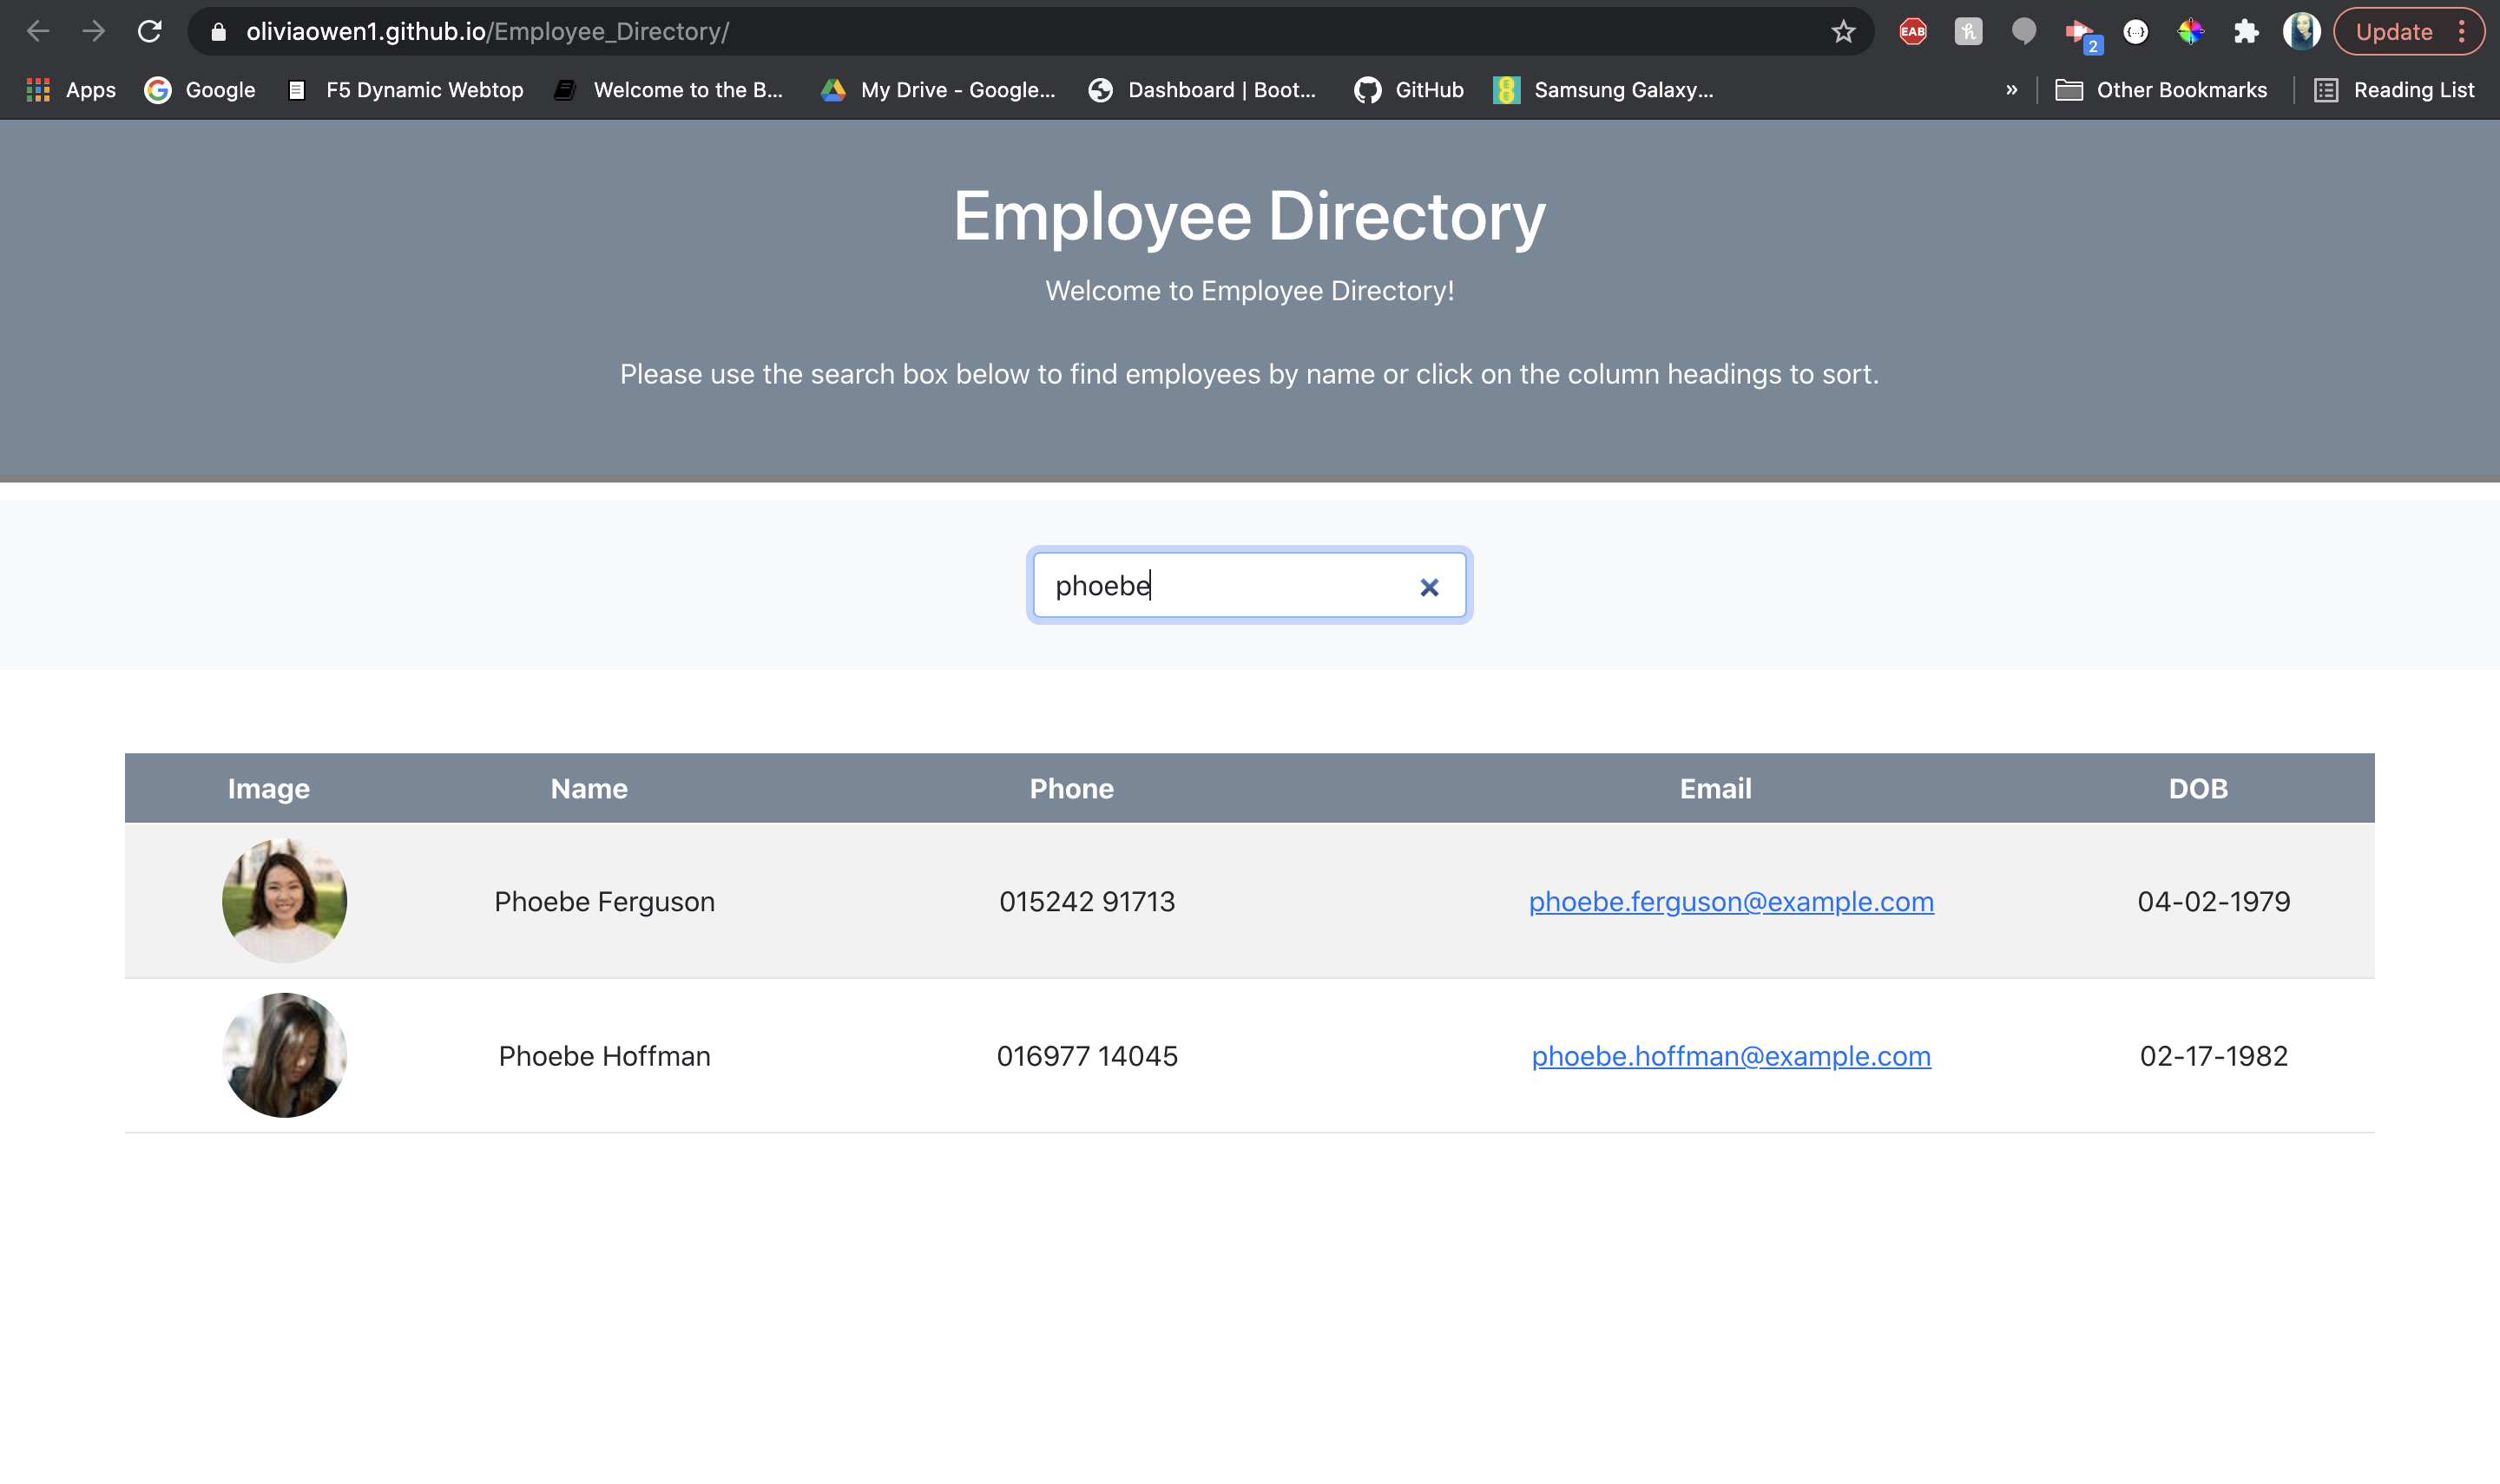 oliviaowen1.github.io/Employee_Directory/
EAB
2
Update
Apps Google F5 Dynamic Webtop Welcome to the B... My Drive - Google... Dashboard | Boot... GitHub Samsung Galaxy... » Other Bookmarks Reading List
Employee Directory
Welcome to Employee Directory!
Please use the search box below to find employees by name or click on the column headings to sort.
phoebe
Image Name Phone Email DOB
Phoebe Ferguson 015242 91713 phoebe.ferguson@example.com 04-02-1979
Phoebe Hoffman 016977 14045 phoebe.hoffman@example.com 02-17-1982